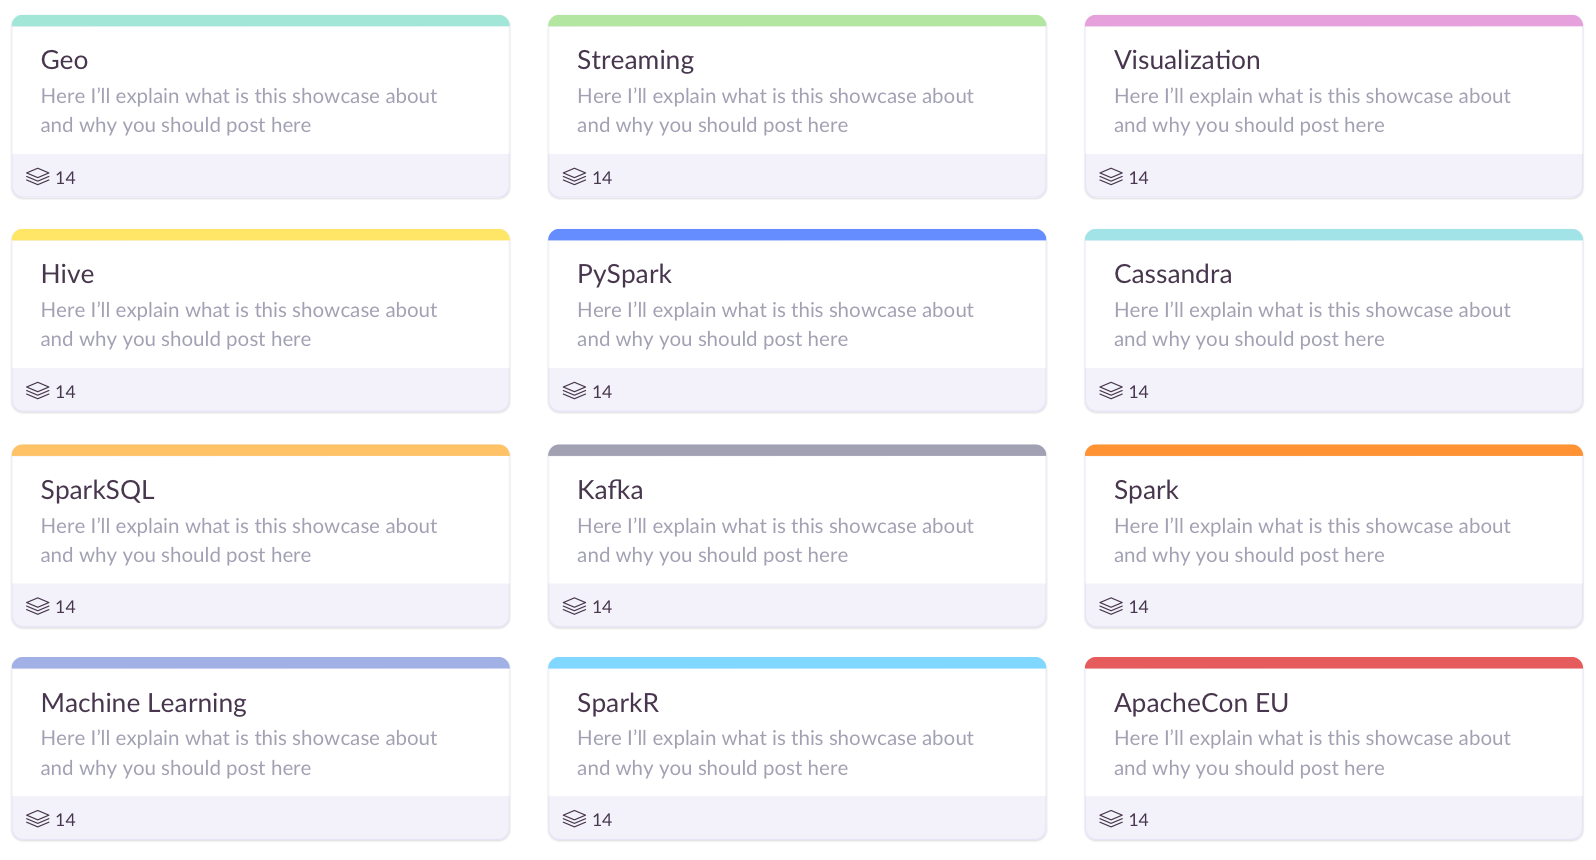 Geo
Here I’ll explain what is this showcase about
and why you should post here
14
Streaming
Here I’ll explain what is this showcase about
and why you should post here
14
Visualization
Here I’ll explain what is this showcase about
and why you should post here
14
Hive
Here I’ll explain what is this showcase about
and why you should post here
14
PySpark
Here I’ll explain what is this showcase about
and why you should post here
14
Cassandra
Here I’ll explain what is this showcase about
and why you should post here
14
SparkSQL
Here I’ll explain what is this showcase about
and why you should post here
14
Kafka
Here I’ll explain what is this showcase about
and why you should post here
14
Spark
Here I’ll explain what is this showcase about
and why you should post here
14
Machine Learning
Here I’ll explain what is this showcase about
and why you should post here
14
SparkR
Here I’ll explain what is this showcase about
and why you should post here
14
ApacheCon EU
Here I’ll explain what is this showcase about
and why you should post here
14